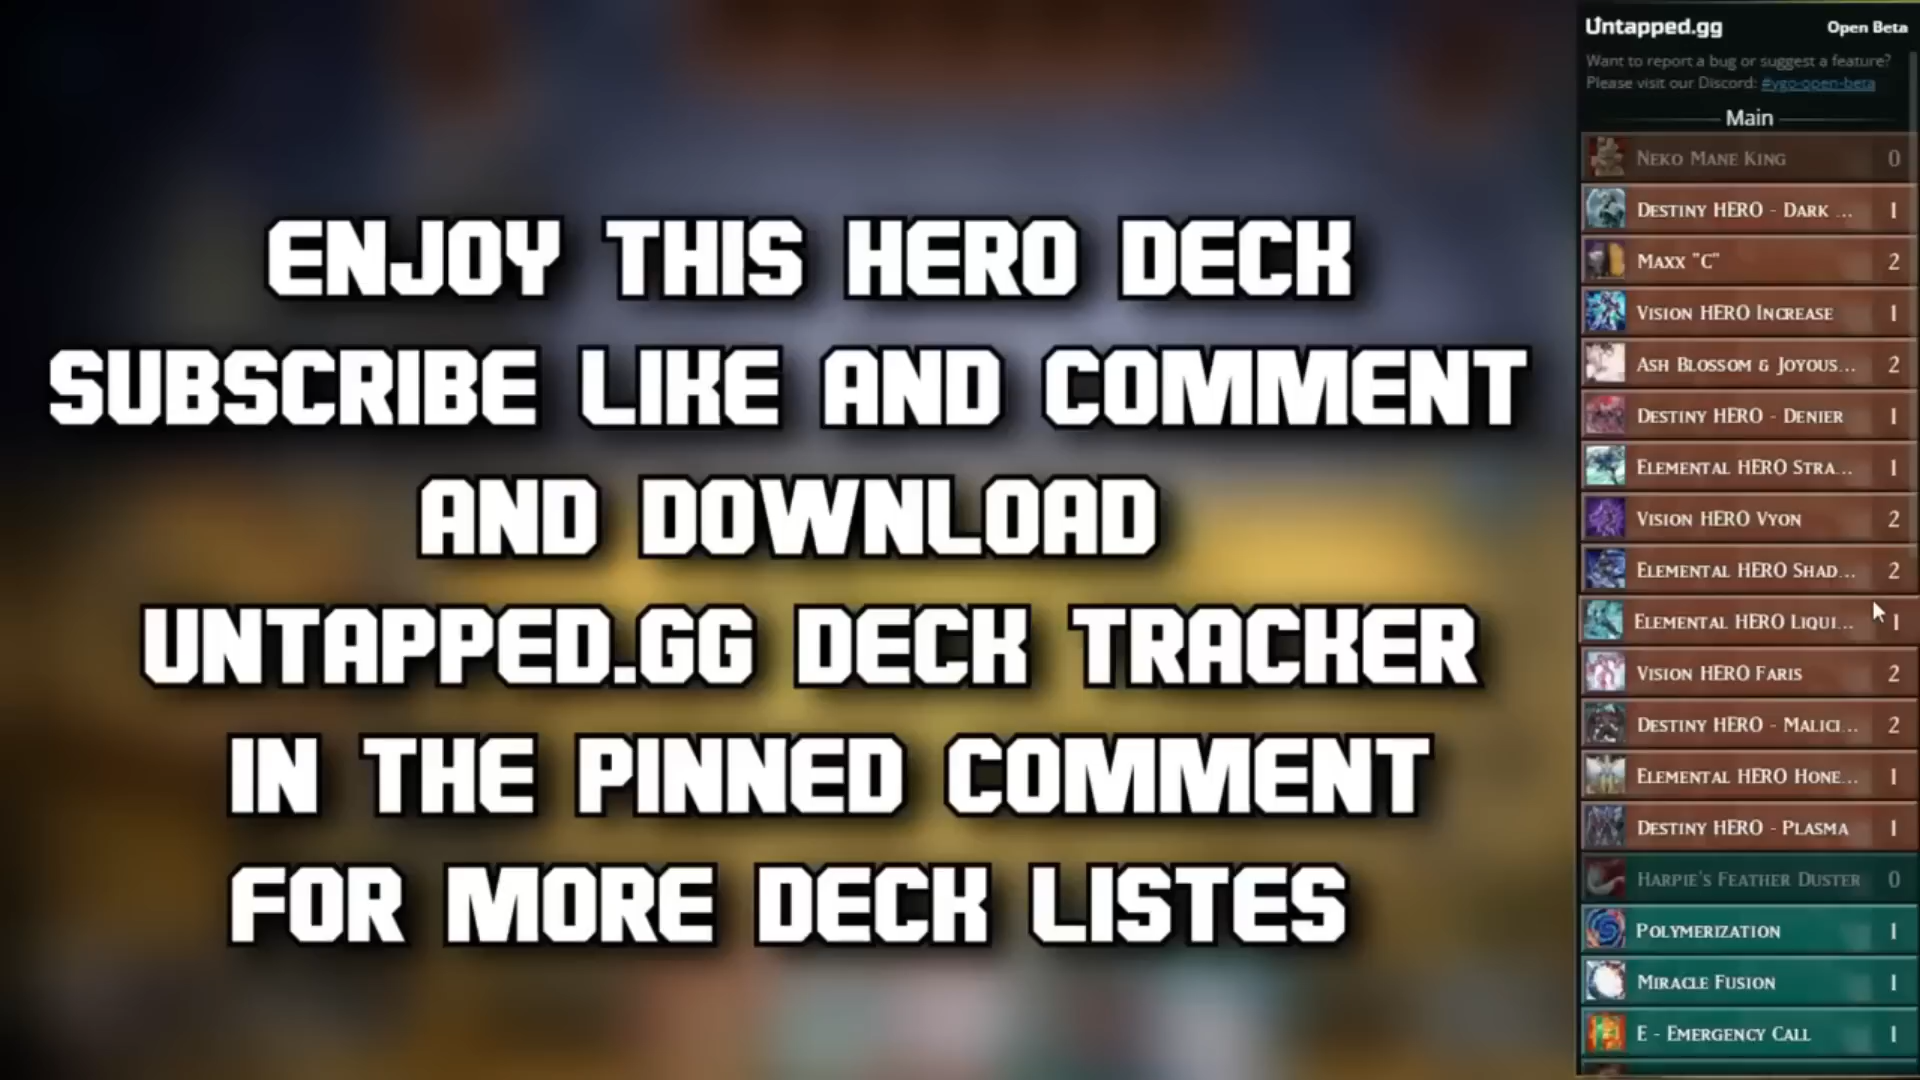 ENJOY THIS HERO DECK
SUBSCRIBE LIKE AND COMMENT
AND DOWNLOAD
UNTAPPED.GG DECK TRACKER
IN THE PINNED COMMENT
FOR MORE DECK LISTES
Untapped.gg Open Beta
Want to report a bug or suggest a feature?
Please visit our Discord: #ygo-open-beta
Main
NEKO MANE KING 0
DESTINY HERO - DARK ... 1
MAXX "C" 2
VISION HERO INCREASE 1
ASH BLOSSOM & JOYOUS... 2
DESTINY HERO - DENIER 1
ELEMENTAL HERO STRA... 1
VISION HERO VYON 2
ELEMENTAL HERO SHAD... 2
ELEMENTAL HERO LIQUI... 1
VISION HERO FARIS 2
DESTINY HERO - MALICI... 2
ELEMENTAL HERO HONE... 1
DESTINY HERO - PLASMA 1
HARPIE'S FEATHER DUSTER 0
POLYMERIZATION 1
MIRACLE FUSION 1
E - EMERGENCY CALL 1